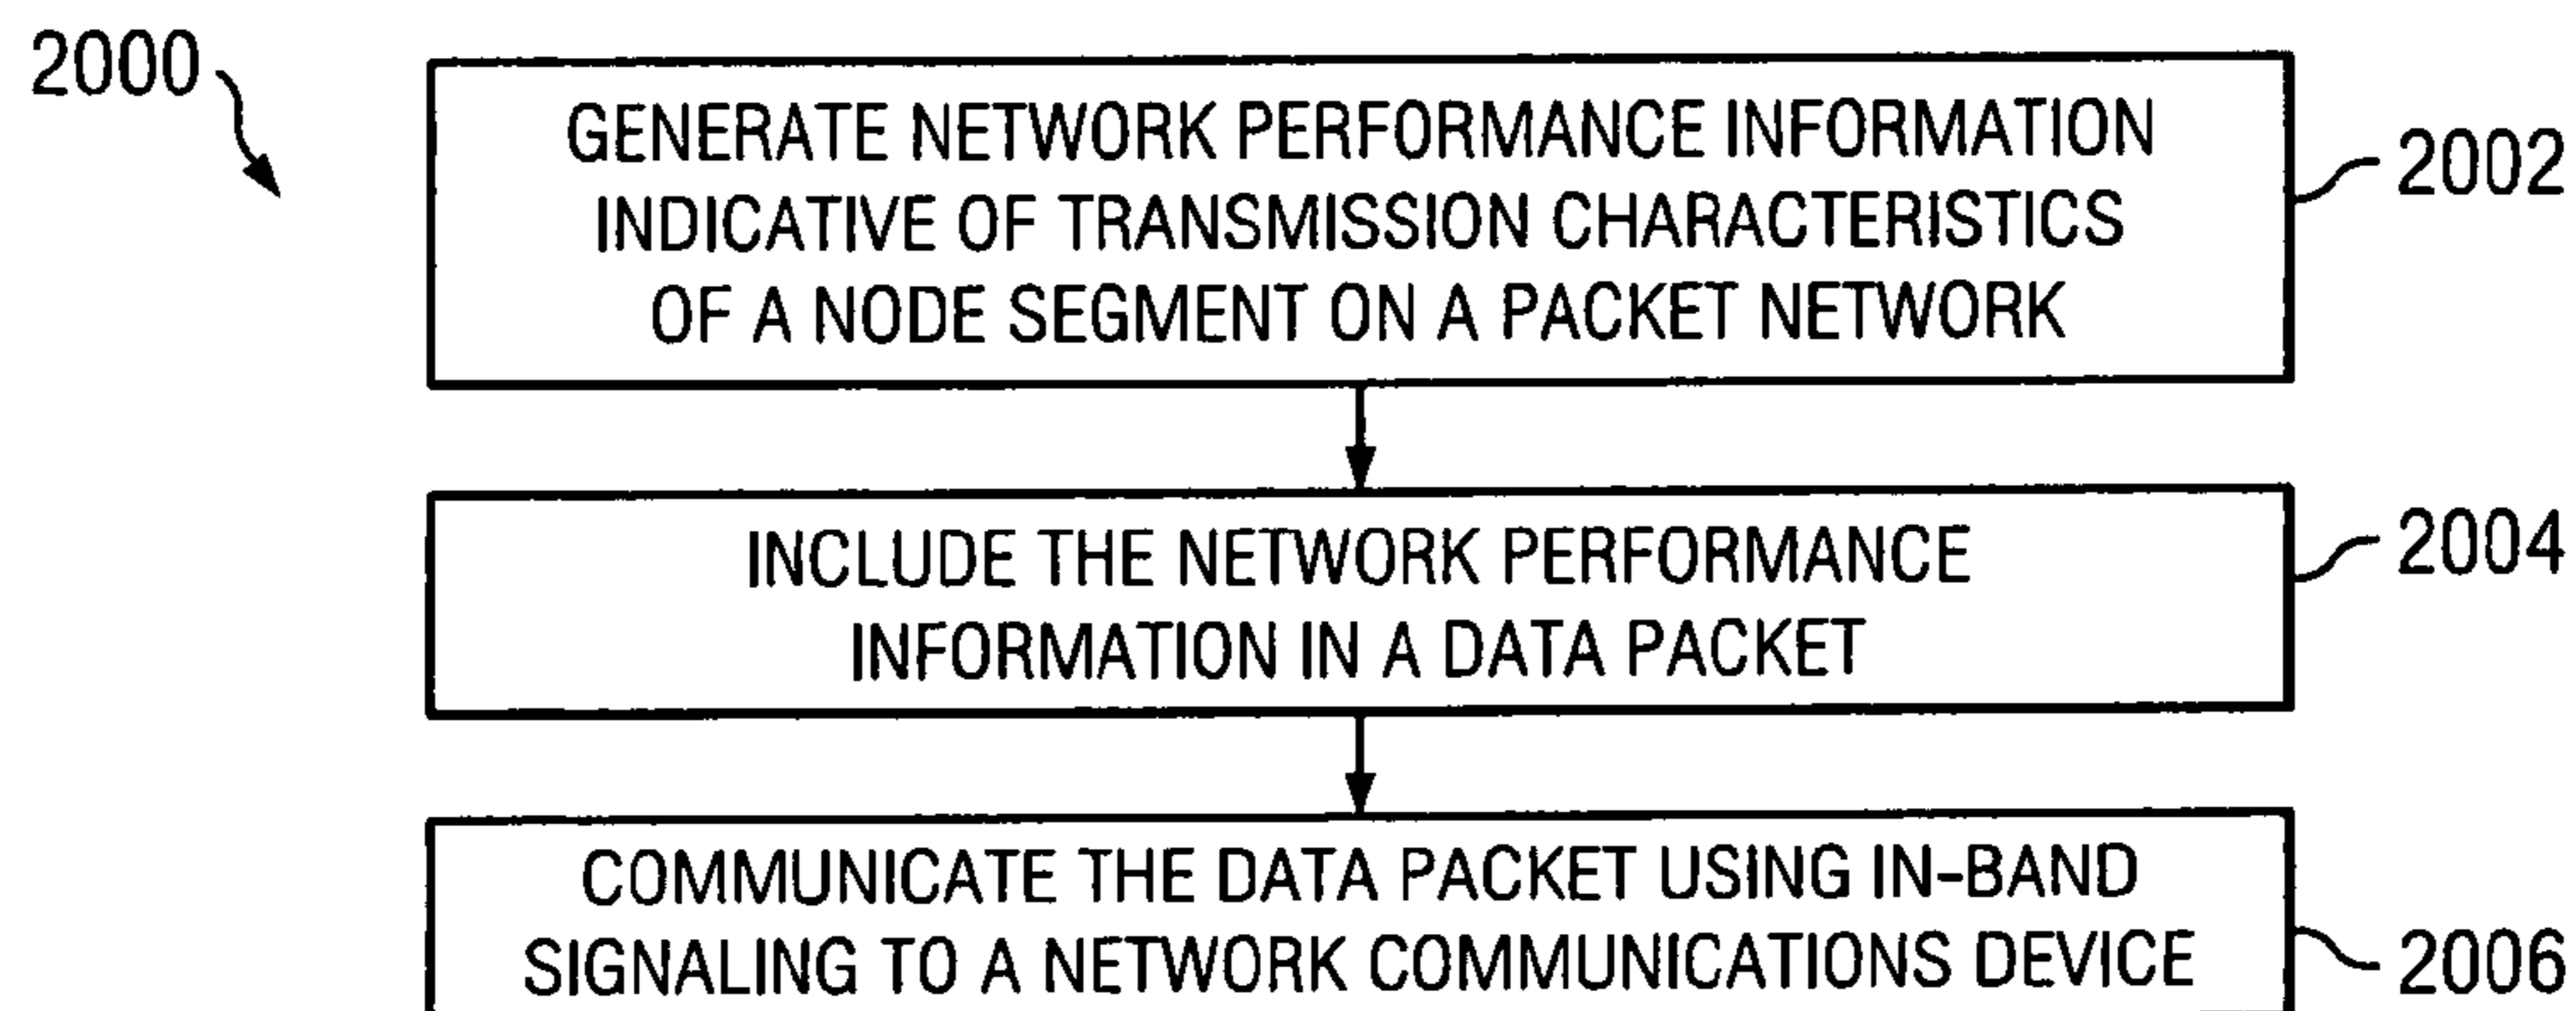 2000
GENERATE NETWORK PERFORMANCE INFORMATION
INDICATIVE OF TRANSMISSION CHARACTERISTICS
OF A NODE SEGMENT ON A PACKET NETWORK
2002
INCLUDE THE NETWORK PERFORMANCE
INFORMATION IN A DATA PACKET
2004
COMMUNICATE THE DATA PACKET USING IN-BAND
SIGNALING TO A NETWORK COMMUNICATIONS DEVICE
2006